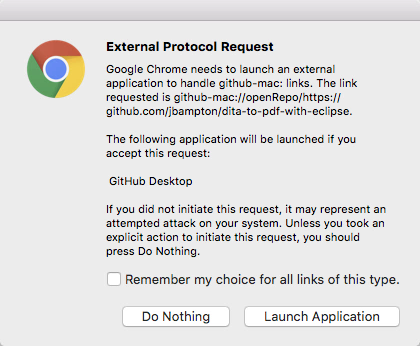 External Protocol Request
Google Chrome needs to launch an external
application to handle github-mac: links. The link
requested is github-mac://openRepo/https://
github.com/jbampton/dita-to-pdf-with-eclipse.
The following application will be launched if you
accept this request:
GitHub Desktop
If you did not initiate this request, it may represent an
attempted attack on your system. Unless you took an
explicit action to initiate this request, you should
press Do Nothing.
Remember my choice for all links of this type.
Do Nothing
Launch Application